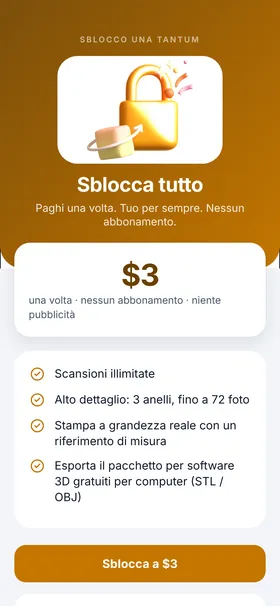 SBLOCCO UNA TANTUM
Sblocca tutto
Paghi una volta. Tuo per sempre. Nessun
abbonamento.
$3
una volta · nessun abbonamento · niente
pubblicità
Scansioni illimitate
Alto dettaglio: 3 anelli, fino a 72 foto
Stampa a grandezza reale con un
riferimento di misura
Esporta il pacchetto per software
3D gratuiti per computer (STL /
OBJ)
Sblocca a $3